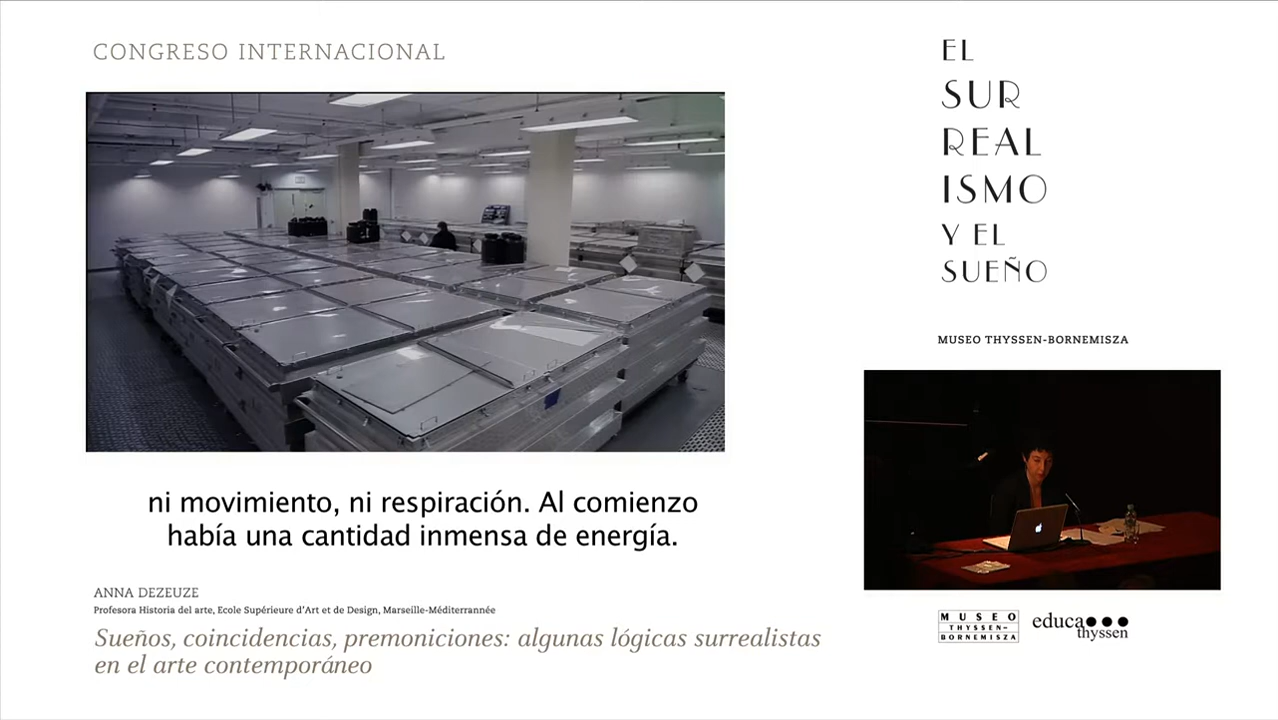 CONGRESO INTERNACIONAL
EL
SUR
REAL
ISMO
Y EL
SUEÑO
MUSEO THYSSEN-BORNEMISZA
ni movimiento, ni respiración. Al comienzo
había una cantidad inmensa de energía.
ANNA DEZEUZE
Profesora Historia del arte, Ecole Supérieure d'Art et de Design, Marseille-Méditerrannée
Sueños, coincidencias, premoniciones: algunas lógicas surrealistas
en el arte contemporáneo
MUSEO
THYSSEN-
BORNEMISZA
educa
thyssen